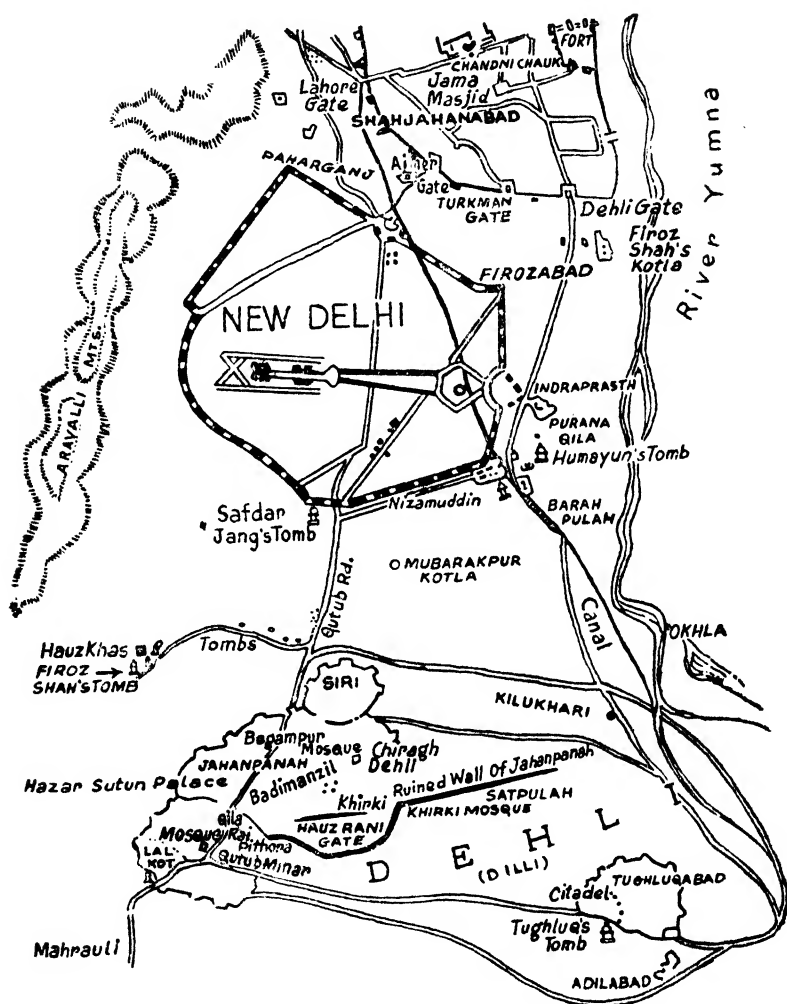 FORT
CHANDNI CHAUK
Lahore
Gate
Jama
Masjid
SHAHJAHANABAD
River Yumna
PAHARGANJ
Ajmer
Gate
TURKMAN
GATE
Dehli Gate
Firoz
Shah's
Kotla
FIROZABAD
NEW DELHI
ARAVALLI MTS.
INDRAPRASTH
PURANA
QILA
Humayun's Tomb
Nizamuddin
BARAH
PULAH
Safdar
Jang's Tomb
MUBARAKPUR
KOTLA
Qutub Rd.
Canal
OKHLA
Hauz Khas
FIROZ
SHAH'S TOMB
Tombs
SIRI
KILUKHARI
Begampur
Mosque
JAHANPANAH
Chiragh
Dehli
Hazar Sutun Palace
Badimanzil
Ruined Wall Of Jahanpanah
Khirki
SATPULAH
KHIRKI MOSQUE
HAUZ RANI
GATE
Qila
Rai
Pithora
Mosque
LAL-
KOT
Qutub Minar
DEHLI
(DILLI)
TUGHLUQABAD
Citadel
Tughluq's
Tomb
Mahrauli
ADILABAD